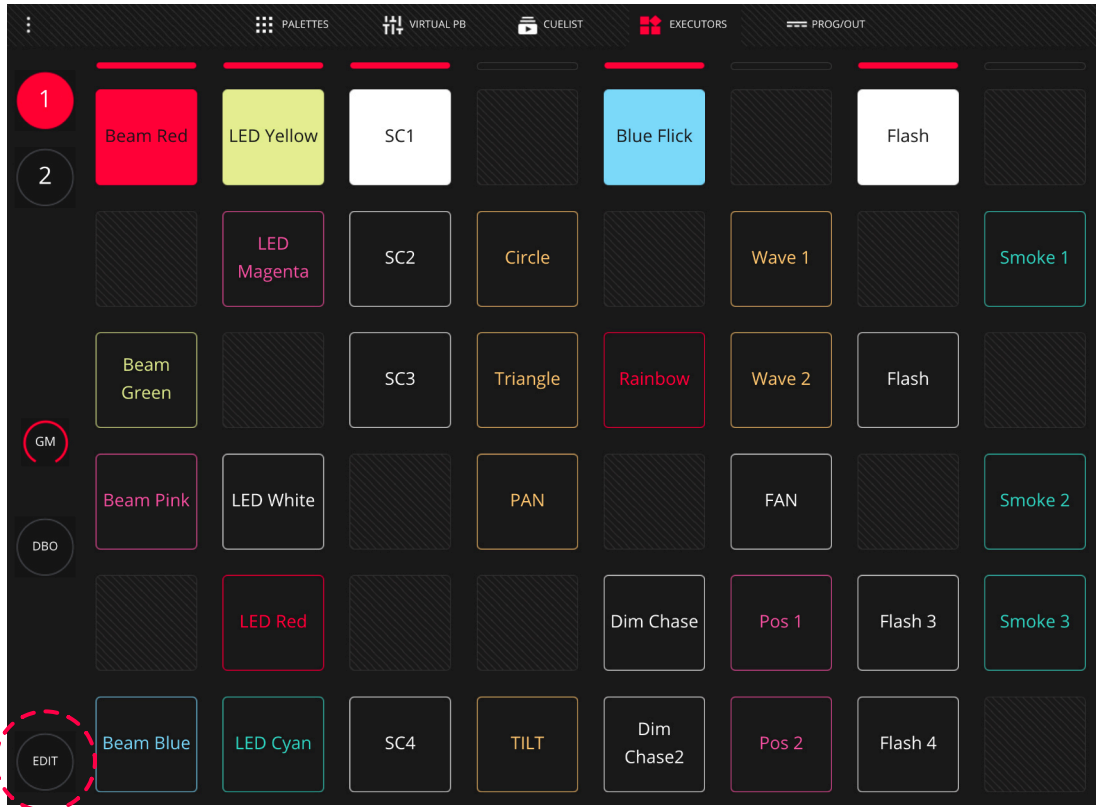 PALETTES
VIRTUAL PB
CUELIST
EXECUTORS
PROG/OUT
1
Beam Red
LED Yellow
SC1
Blue Flick
Flash
2
LED
Magenta
SC2
Circle
Wave 1
Smoke 1
Beam
Green
SC3
Triangle
Rainbow
Wave 2
Flash
GM
Beam Pink
LED White
PAN
FAN
Smoke 2
DBO
LED Red
Dim Chase
Pos 1
Flash 3
Smoke 3
EDIT
Beam Blue
LED Cyan
SC4
TILT
Dim
Chase2
Pos 2
Flash 4